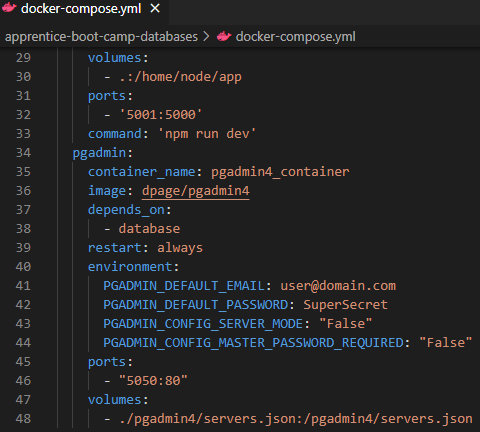 docker-compose.yml ×
apprentice-boot-camp-databases > docker-compose.yml
29 volumes:
30 - .:/home/node/app
31 ports:
32 - '5001:5000'
33 command: 'npm run dev'
34 pgadmin:
35 container_name: pgadmin4_container
36 image: dpage/pgadmin4
37 depends_on:
38 - database
39 restart: always
40 environment:
41 PGADMIN_DEFAULT_EMAIL: user@domain.com
42 PGADMIN_DEFAULT_PASSWORD: SuperSecret
43 PGADMIN_CONFIG_SERVER_MODE: "False"
44 PGADMIN_CONFIG_MASTER_PASSWORD_REQUIRED: "False"
45 ports:
46 - "5050:80"
47 volumes:
48 - ./pgadmin4/servers.json:/pgadmin4/servers.json